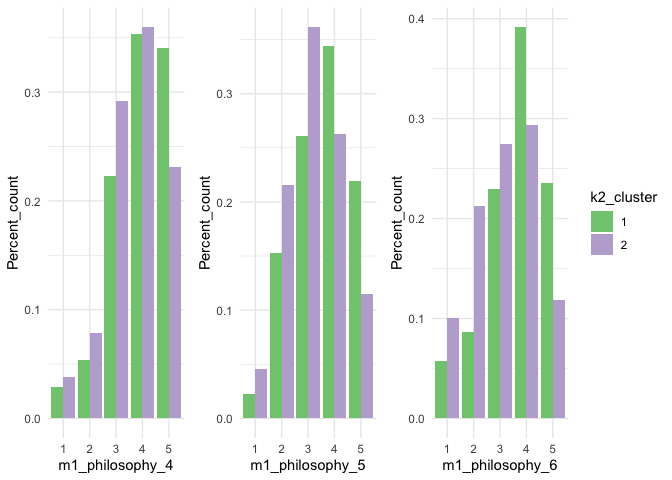 Percent_count
0.3
0.2
0.1
0.0
1 2 3 4 5
m1_philosophy_4
Percent_count
0.3
0.2
0.1
0.0
1 2 3 4 5
m1_philosophy_5
Percent_count
0.4
0.3
0.2
0.1
0.0
1 2 3 4 5
m1_philosophy_6
k2_cluster
1
2